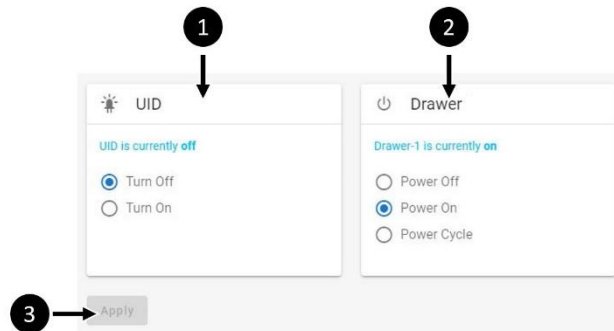 1
2
UID
Drawer
UID is currently off
Drawer-1 is currently on
Turn Off
Turn On
Power Off
Power On
Power Cycle
3
Apply